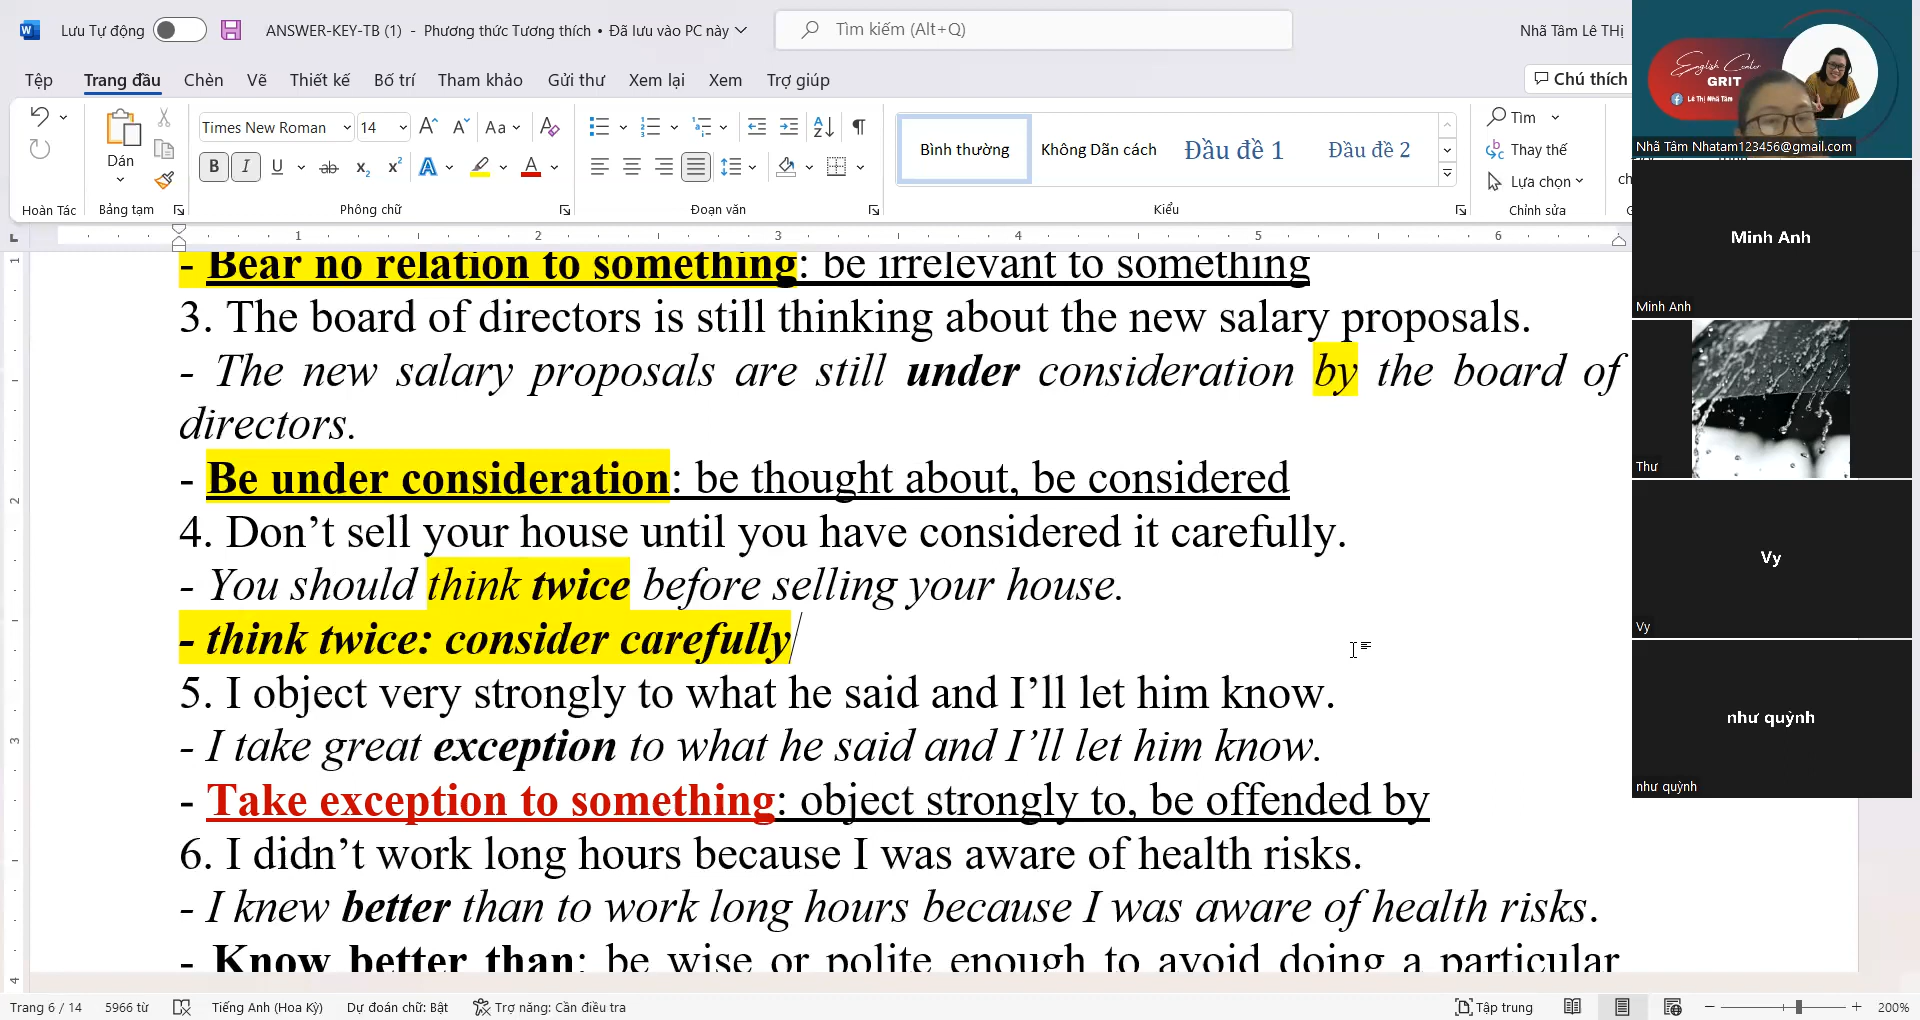 Lưu Tự động
ANSWER-KEY-TB (1) - Phương thức Tương thích • Đã lưu vào PC này
Tìm kiếm (Alt+Q)
Nhã Tâm Lê THị
Tệp Trang đầu Chèn Vẽ Thiết kế Bố trí Tham khảo Gửi thư Xem lại Xem Trợ giúp
Chú thích
Dán
Times New Roman 14
Bình thường
Không Dãn cách
Đầu đề 1
Đầu đề 2
Tìm
Thay thế
Lựa chọn
Hoàn Tác
Bảng tạm
Phông chữ
Đoạn văn
Kiểu
Chỉnh sửa
- Bear no relation to something: be irrelevant to something
3. The board of directors is still thinking about the new salary proposals.
- The new salary proposals are still under consideration by the board of
directors.
- Be under consideration: be thought about, be considered
4. Don’t sell your house until you have considered it carefully.
- You should think twice before selling your house.
- think twice: consider carefully
5. I object very strongly to what he said and I’ll let him know.
- I take great exception to what he said and I’ll let him know.
- Take exception to something: object strongly to, be offended by
6. I didn’t work long hours because I was aware of health risks.
- I knew better than to work long hours because I was aware of health risks.
- Know better than: be wise or polite enough to avoid doing a particular
Trang 6 / 14
5966 từ
Tiếng Anh (Hoa Kỳ)
Dự đoán chữ: Bật
Trợ năng: Cần điều tra
Tập trung
200%
English Center
GRIT
Lê Thị Nhã Tâm
Nhã Tâm Nhatam123456@gmail.com
Minh Anh
Minh Anh
Thư
Vy
Vy
như quỳnh
như quỳnh